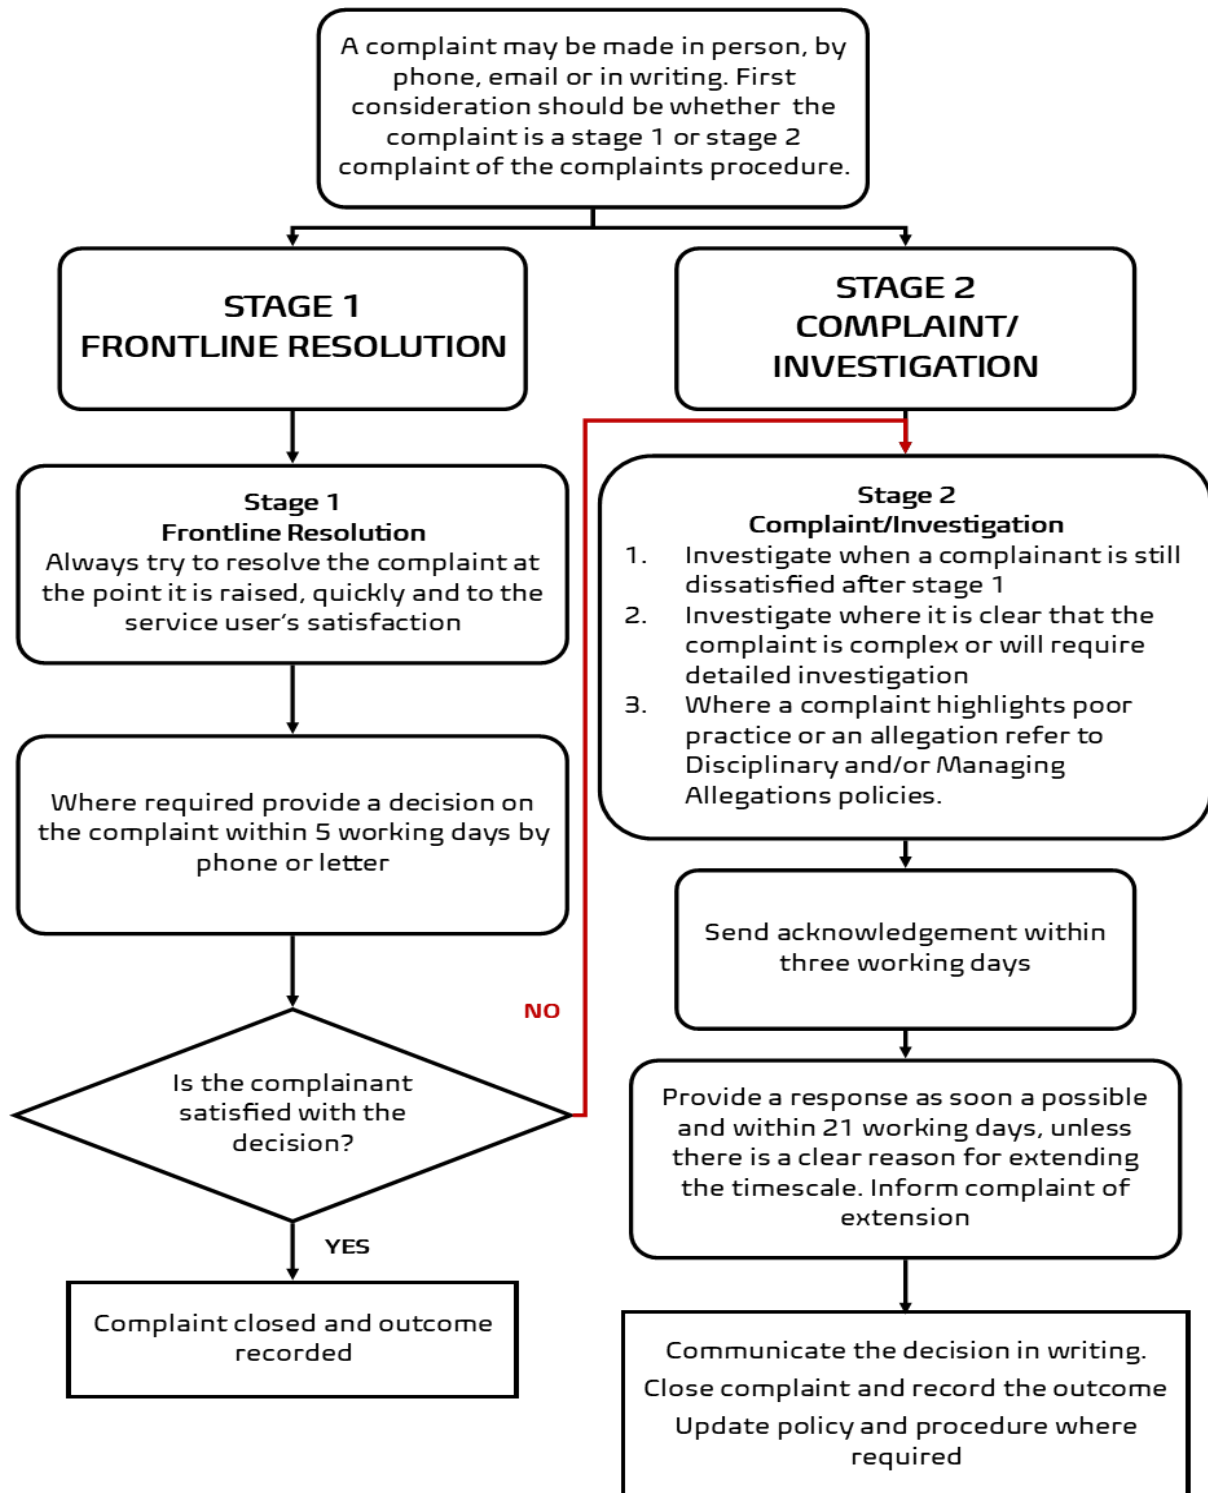 A complaint may be made in person, by
phone, email or in writing. First
consideration should be whether the
complaint is a stage 1 or stage 2
complaint of the complaints procedure.
STAGE 1
FRONTLINE RESOLUTION
STAGE 2
COMPLAINT/
INVESTIGATION
Stage 1
Frontline Resolution
Always try to resolve the complaint at
the point it is raised, quickly and to the
service user's satisfaction
Stage 2
Complaint/Investigation
1. Investigate when a complainant is still
dissatisfied after stage 1
2. Investigate where it is clear that the
complaint is complex or will require
detailed investigation
3. Where a complaint highlights poor
practice or an allegation refer to
Disciplinary and/or Managing
Allegations policies.
Where required provide a decision on
the complaint within 5 working days by
phone or letter
Send acknowledgement within
three working days
NO
Is the complainant
satisfied with the
decision?
Provide a response as soon a possible
and within 21 working days, unless
there is a clear reason for extending
the timescale. Inform complaint of
extension
YES
Complaint closed and outcome
recorded
Communicate the decision in writing.
Close complaint and record the outcome
Update policy and procedure where
required